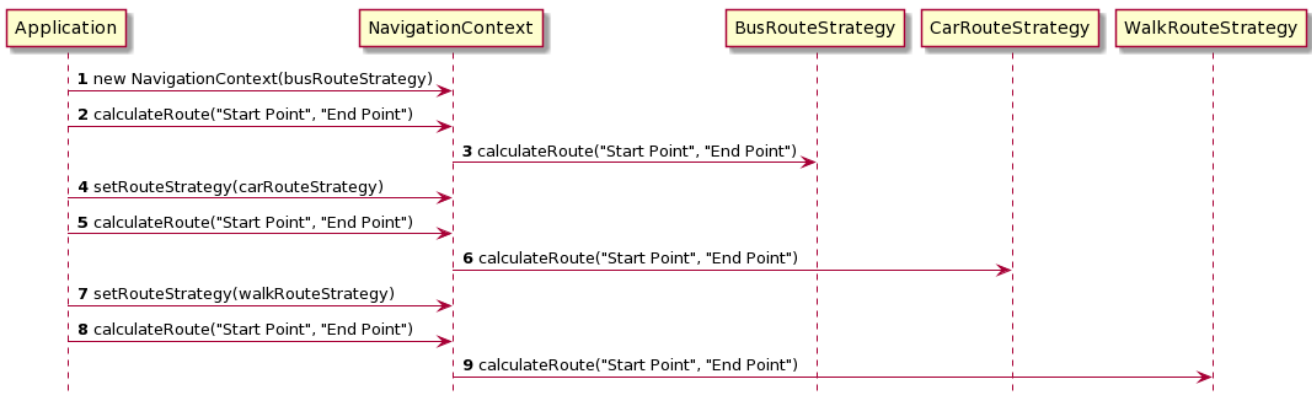 Application NavigationContext BusRouteStrategy CarRouteStrategy WalkRouteStrategy
1 new NavigationContext(busRouteStrategy)
2 calculateRoute("Start Point", "End Point")
3 calculateRoute("Start Point", "End Point")
4 setRouteStrategy(carRouteStrategy)
5 calculateRoute("Start Point", "End Point")
6 calculateRoute("Start Point", "End Point")
7 setRouteStrategy(walkRouteStrategy)
8 calculateRoute("Start Point", "End Point")
9 calculateRoute("Start Point", "End Point")